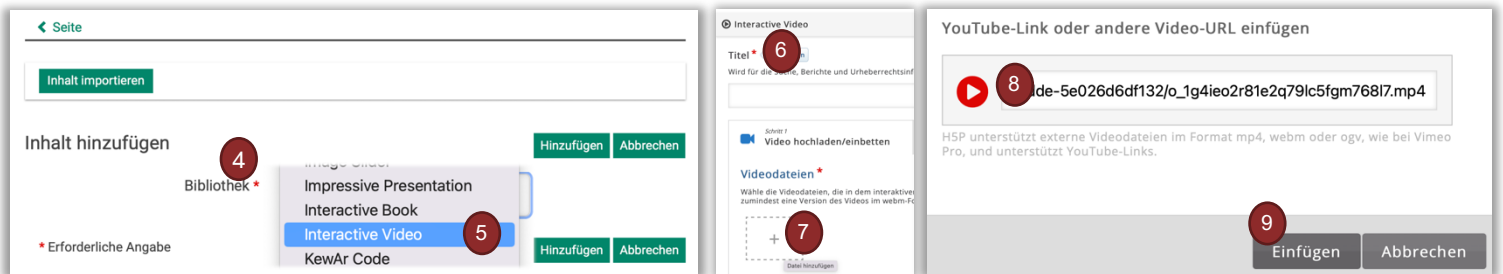 Seite
Inhalt importieren
Inhalt hinzufügen
4
Hinzufügen Abbrechen
Bibliothek *
Impressive Presentation
Interactive Book
Interactive Video
5
KewAr Code
* Erforderliche Angabe
Hinzufügen Abbrechen
Interactive Video
Titel *
6
Wird für die Suche, Berichte und Urheberrechtsinf
Schritt 1
Video hochladen/einbetten
Videodateien *
Wähle die Videodateien, die in dem interaktive
zumindest eine Version des Videos im webm-Fo
+
7
Datei hinzufügen
YouTube-Link oder andere Video-URL einfügen
8
de-5e026d6df132/o_1g4ieo2r81e2q79lc5fgm768l7.mp4
H5P unterstützt externe Videodateien im Format mp4, webm oder ogv, wie bei Vimeo
Pro, und unterstützt YouTube-Links.
9
Einfügen Abbrechen